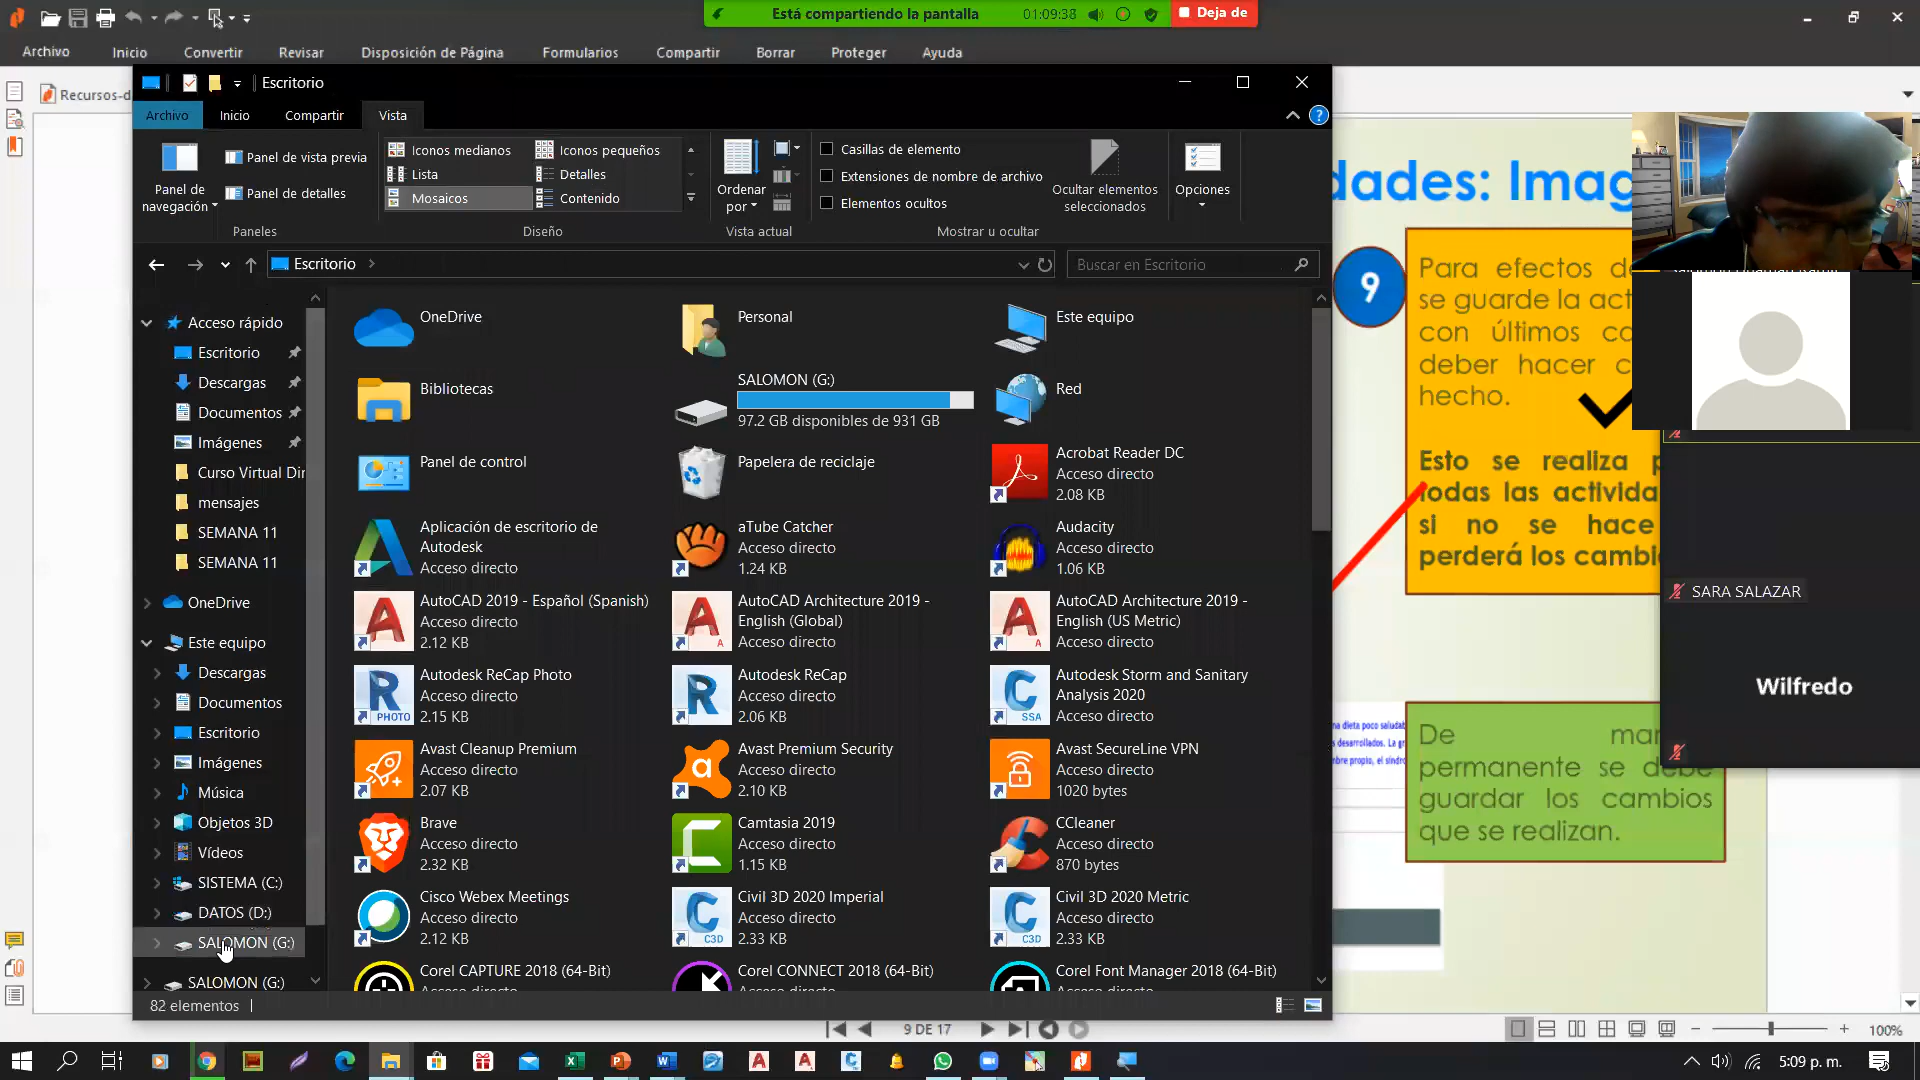 Está compartiendo la pantalla
01:09:38
Deja de
Archivo
Inicio
Convertir
Revisar
Disposición de Página
Formularios
Compartir
Borrar
Proteger
Ayuda
Recursos-d
Escritorio
Archivo
Inicio
Compartir
Vista
Panel de navegación
Panel de vista previa
Panel de detalles
Paneles
Iconos medianos
Iconos pequeños
Lista
Detalles
Mosaicos
Contenido
Diseño
Ordenar por
Vista actual
Casillas de elemento
Extensiones de nombre de archivo
Elementos ocultos
Ocultar elementos seleccionados
Mostrar u ocultar
Opciones
Escritorio
Buscar en Escritorio
Acceso rápido
Escritorio
Descargas
Documentos
Imágenes
Curso Virtual Dir
mensajes
SEMANA 11
SEMANA 11
OneDrive
Este equipo
Descargas
Documentos
Escritorio
Imágenes
Música
Objetos 3D
Vídeos
SISTEMA (C:)
DATOS (D:)
SALOMON (G:)
SALOMON (G:)
OneDrive
Personal
Este equipo
Bibliotecas
SALOMON (G:)
97.2 GB disponibles de 931 GB
Red
Panel de control
Papelera de reciclaje
Acrobat Reader DC
Acceso directo
2.08 KB
Aplicación de escritorio de
Autodesk
Acceso directo
aTube Catcher
Acceso directo
1.24 KB
Audacity
Acceso directo
1.06 KB
AutoCAD 2019 - Español (Spanish)
Acceso directo
2.12 KB
AutoCAD Architecture 2019 -
English (Global)
Acceso directo
AutoCAD Architecture 2019 -
English (US Metric)
Acceso directo
Autodesk ReCap Photo
Acceso directo
2.15 KB
Autodesk ReCap
Acceso directo
2.06 KB
Autodesk Storm and Sanitary
Analysis 2020
Acceso directo
Avast Cleanup Premium
Acceso directo
2.07 KB
Avast Premium Security
Acceso directo
2.10 KB
Avast SecureLine VPN
Acceso directo
1020 bytes
Brave
Acceso directo
2.32 KB
Camtasia 2019
Acceso directo
1.15 KB
CCleaner
Acceso directo
870 bytes
Cisco Webex Meetings
Acceso directo
2.12 KB
Civil 3D 2020 Imperial
Acceso directo
2.33 KB
Civil 3D 2020 Metric
Acceso directo
2.33 KB
Corel CAPTURE 2018 (64-Bit)
Corel CONNECT 2018 (64-Bit)
Corel Font Manager 2018 (64-Bit)
82 elementos
dades: Imag
9
Para efectos d
se guarde la act
con últimos ca
deber hacer c
hecho.
Esto se realiza p
todas las activida
si no se hace
perderá los cambi
De man
permanente se debe
guardar los cambios
que se realizan.
SARA SALAZAR
Wilfredo
9 DE 17
100%
5:09 p. m.